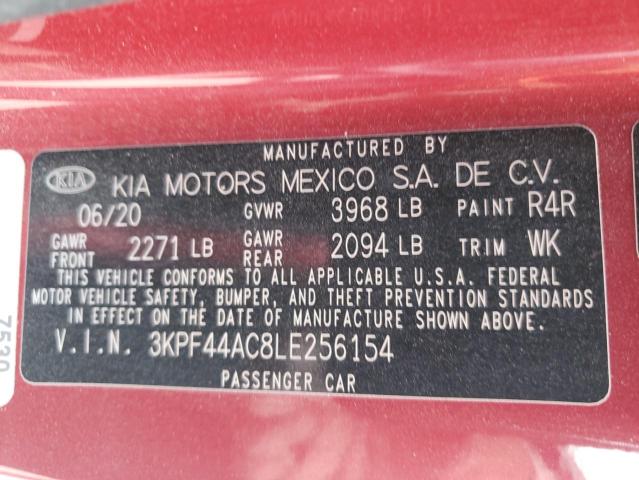 MANUFACTURED BY
KIA KIA MOTORS MEXICO S.A. DE C.V.
06/20 GVWR 3968 LB PAINT R4R
GAWR FRONT 2271 LB GAWR REAR 2094 LB TRIM WK
THIS VEHICLE CONFORMS TO ALL APPLICABLE U.S.A. FEDERAL
MOTOR VEHICLE SAFETY, BUMPER, AND THEFT PREVENTION STANDARDS
IN EFFECT ON THE DATE OF MANUFACTURE SHOWN ABOVE.
V.I.N. 3KPF44AC8LE256154
PASSENGER CAR
7530